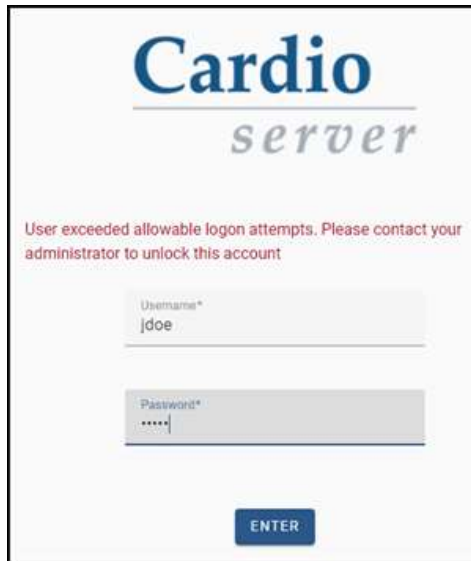 Cardio
server
User exceeded allowable logon attempts. Please contact your
administrator to unlock this account
Username*
jdoe
Password*
•••••
ENTER